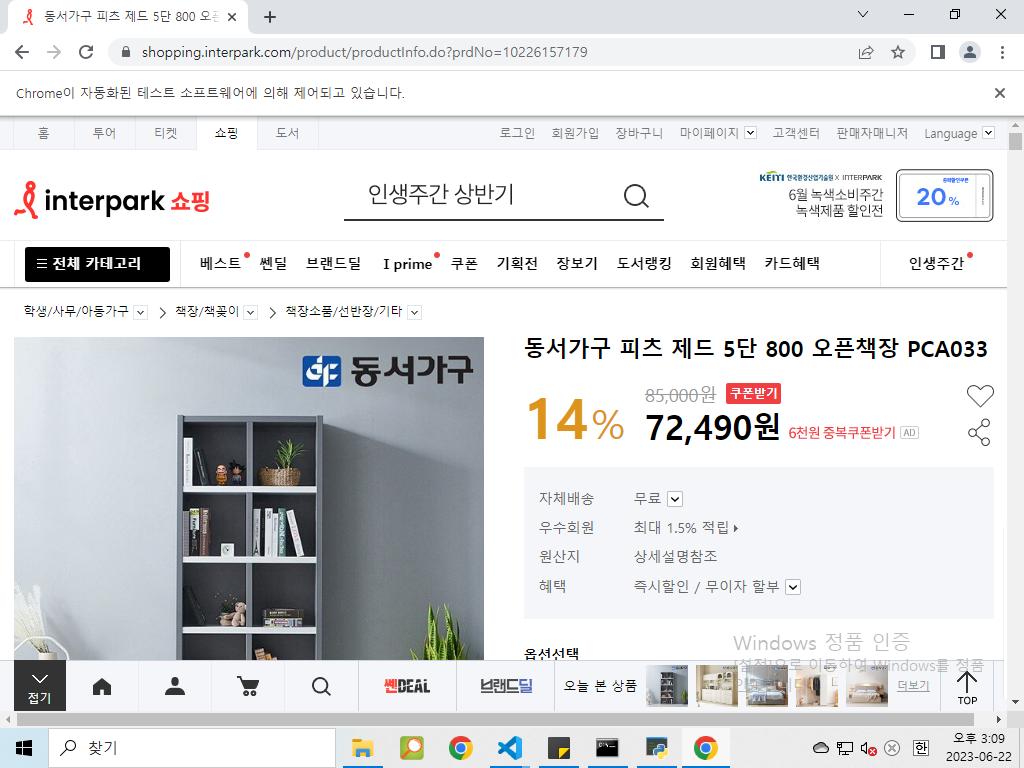 동서가구 피츠 제드 5단 800 오픈
shopping.interpark.com/product/productInfo.do?prdNo=10226157179
Chrome이 자동화된 테스트 소프트웨어에 의해 제어되고 있습니다.
홈 투어 티켓 쇼핑 도서 로그인 회원가입 장바구니 마이페이지 고객센터 판매자매니저 Language
interpark 쇼핑
인생주간 상반기
KEITI 한국환경산업기술원 X INTERPARK
6월 녹색소비주간
녹색제품 할인전
20%
전체 카테고리 베스트 쎈딜 브랜드딜 I prime 쿠폰 기획전 장보기 도서랭킹 회원혜택 카드혜택 인생주간
학생/사무/아동가구 책장/책꽂이 책장소품/선반장/기타
동서가구
동서가구 피츠 제드 5단 800 오픈책장 PCA033
14%
85,000원 쿠폰받기
72,490원 6천원 중복쿠폰받기 AD
자체배송 무료
우수회원 최대 1.5% 적립
원산지 상세설명참조
혜택 즉시할인 / 무이자 할부
옵션선택
Windows 정품 인증
[설정]으로 이동하여 Windows를 정품
접기
쎈DEAL
브랜드딜
오늘 본 상품
더보기
TOP
찾기
한
오후 3:09
2023-06-22